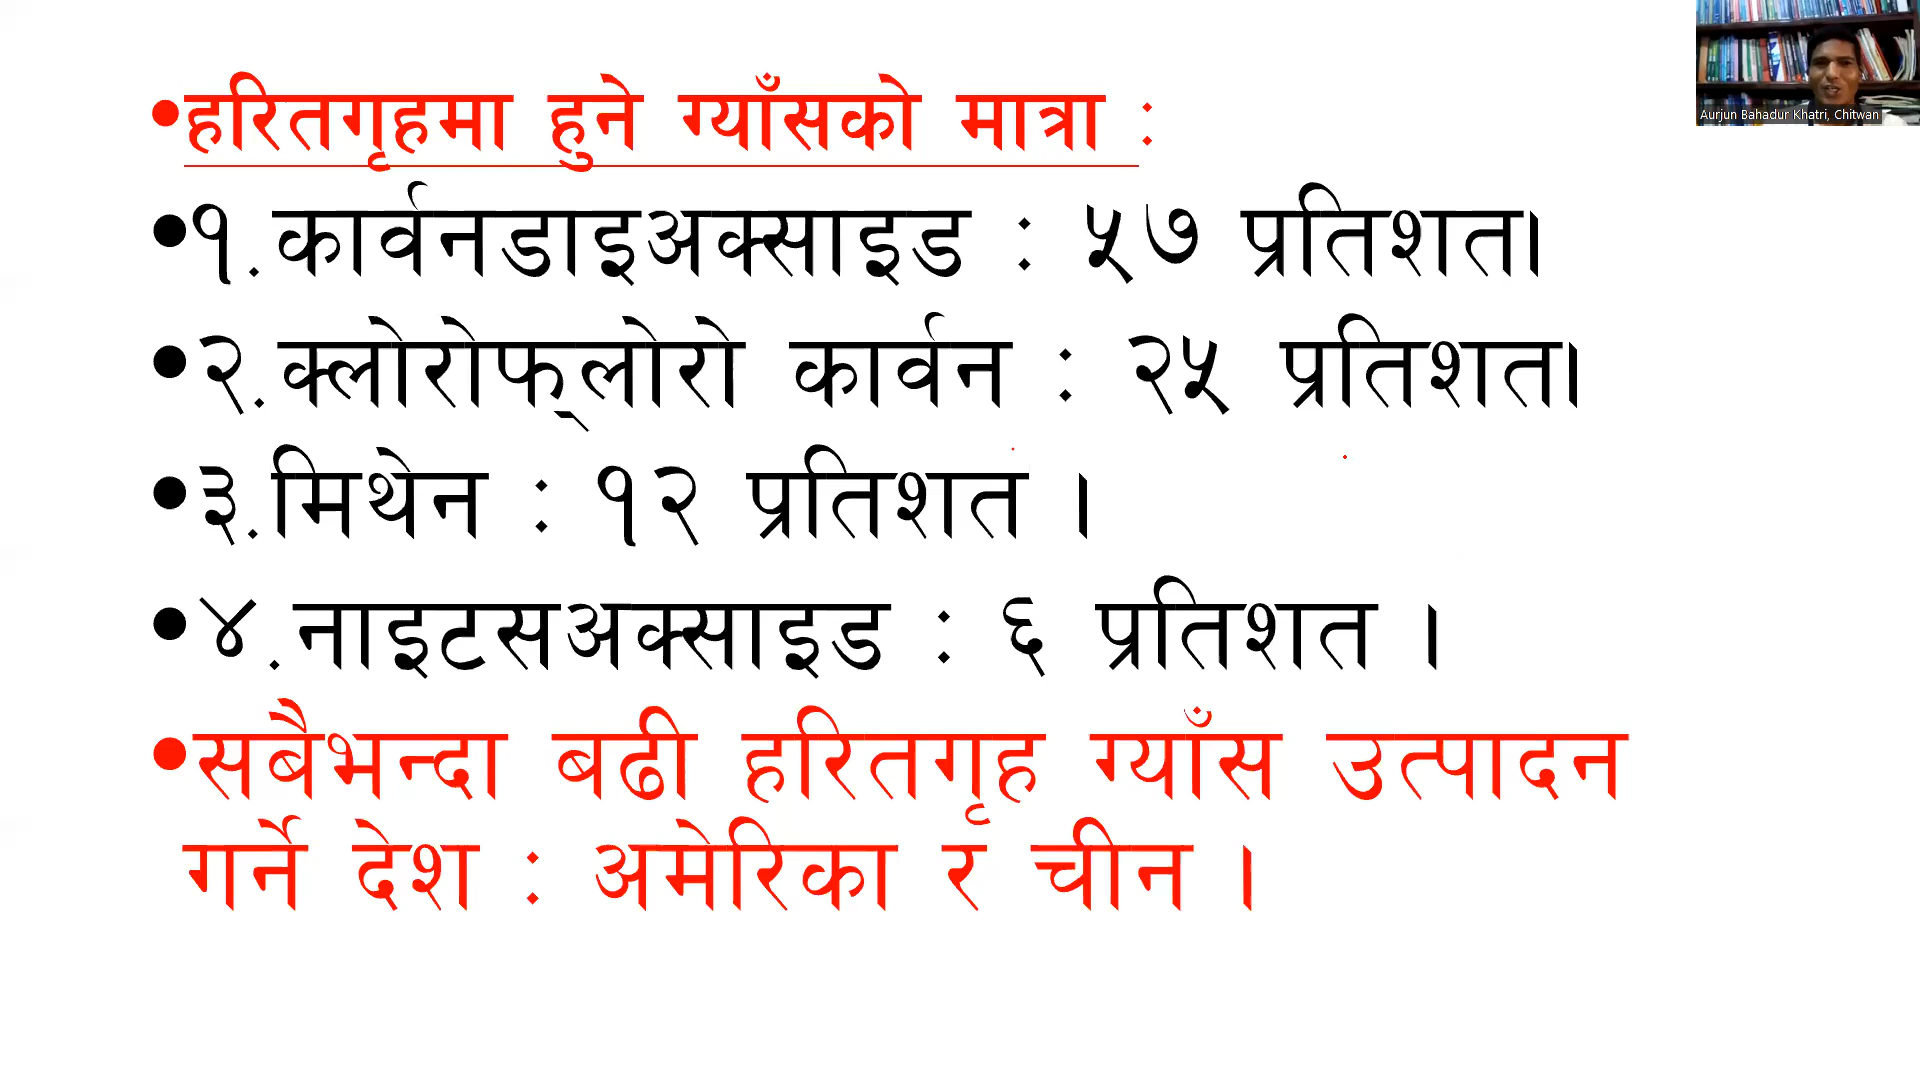 •हरितगृहमा हुने ग्याँसको मात्रा :
•१.कार्वनडाइअक्साइड : ५७ प्रतिशत।
•२.क्लोरोफ्‌लोरो कार्वन : २५ प्रतिशत।
•३.मिथेन : १२ प्रतिशत ।
•४.नाइटसअक्साइड : ६ प्रतिशत ।
•सबैभन्दा बढी हरितगृह ग्याँस उत्पादन
गर्ने देश : अमेरिका र चीन ।
Aurjun Bahadur Khatri, Chitwan